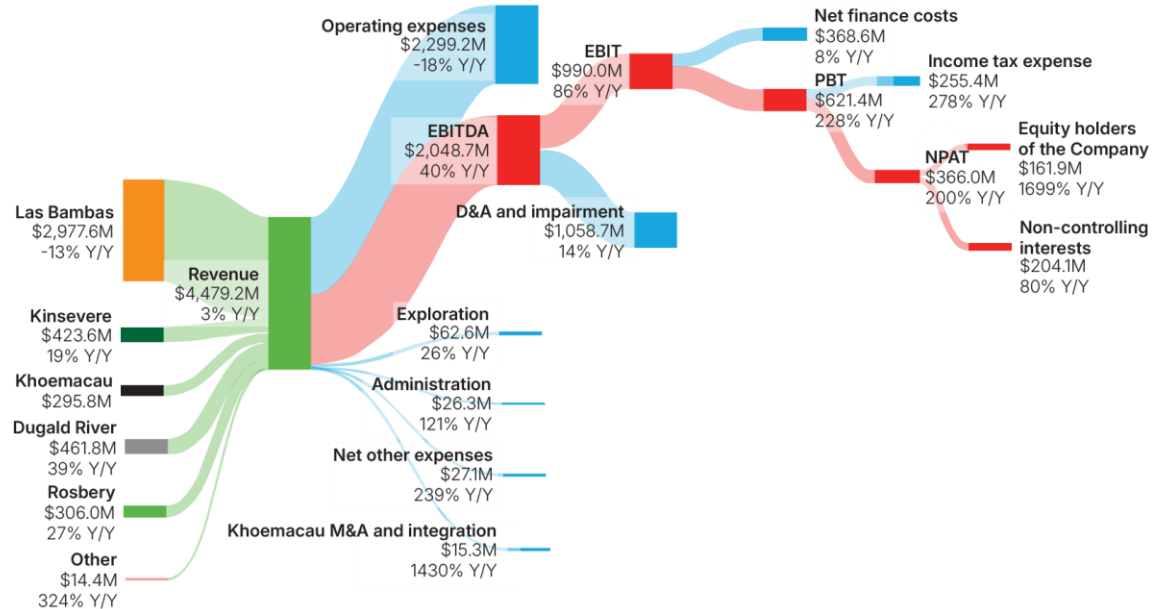 Operating expenses
$2,299.2M
-18% Y/Y
EBITDA
$2,048.7M
40% Y/Y
EBIT
$990.0M
86% Y/Y
D&A and impairment
$1,058.7M
14% Y/Y
Net finance costs
$368.6M
8% Y/Y
PBT
$621.4M
228% Y/Y
Income tax expense
$255.4M
278% Y/Y
NPAT
$366.0M
200% Y/Y
Equity holders
of the Company
$161.9M
1699% Y/Y
Non-controlling
interests
$204.1M
80% Y/Y
Las Bambas
$2,977.6M
-13% Y/Y
Revenue
$4,479.2M
3% Y/Y
Kinsevere
$423.6M
19% Y/Y
Khoemacau
$295.8M
Dugald River
$461.8M
39% Y/Y
Rosbery
$306.0M
27% Y/Y
Other
$14.4M
324% Y/Y
Exploration
$62.6M
26% Y/Y
Administration
$26.3M
121% Y/Y
Net other expenses
$27.1M
239% Y/Y
Khoemacau M&A and integration
$15.3M
1430% Y/Y